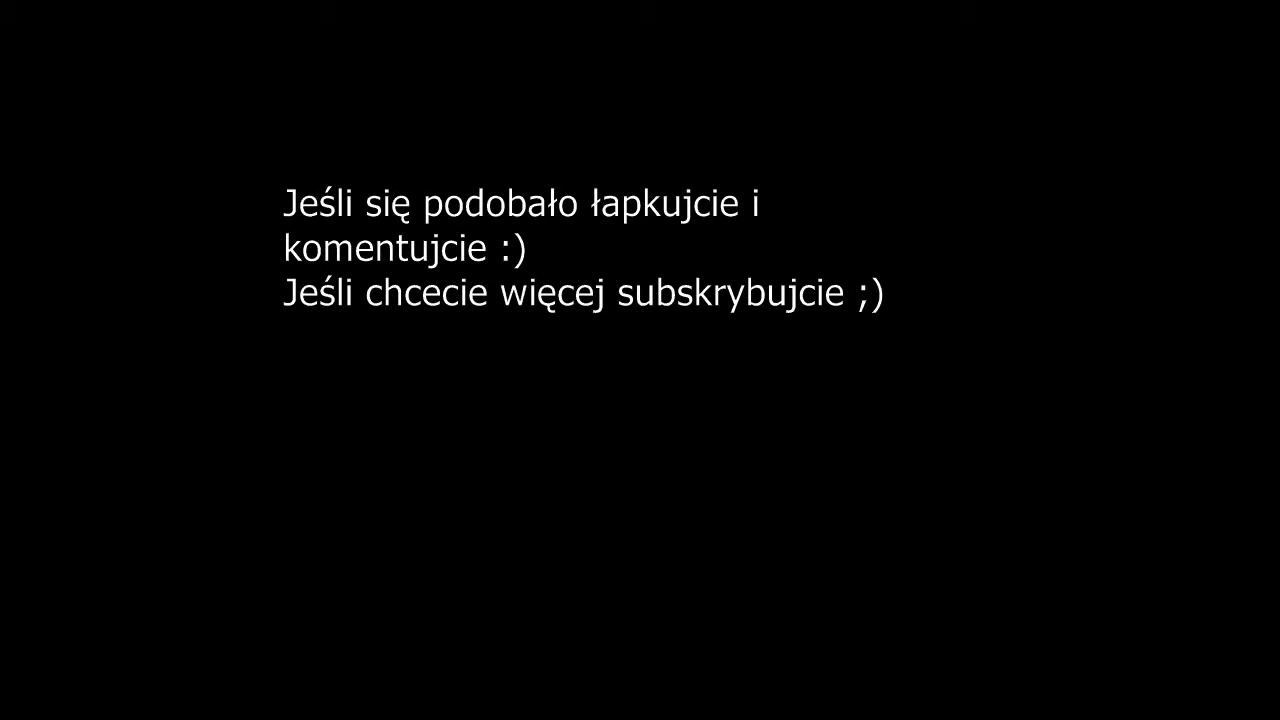 Jeśli się podobało łapkujcie i
komentujcie :)
Jeśli chcecie więcej subskrybujcie ;)